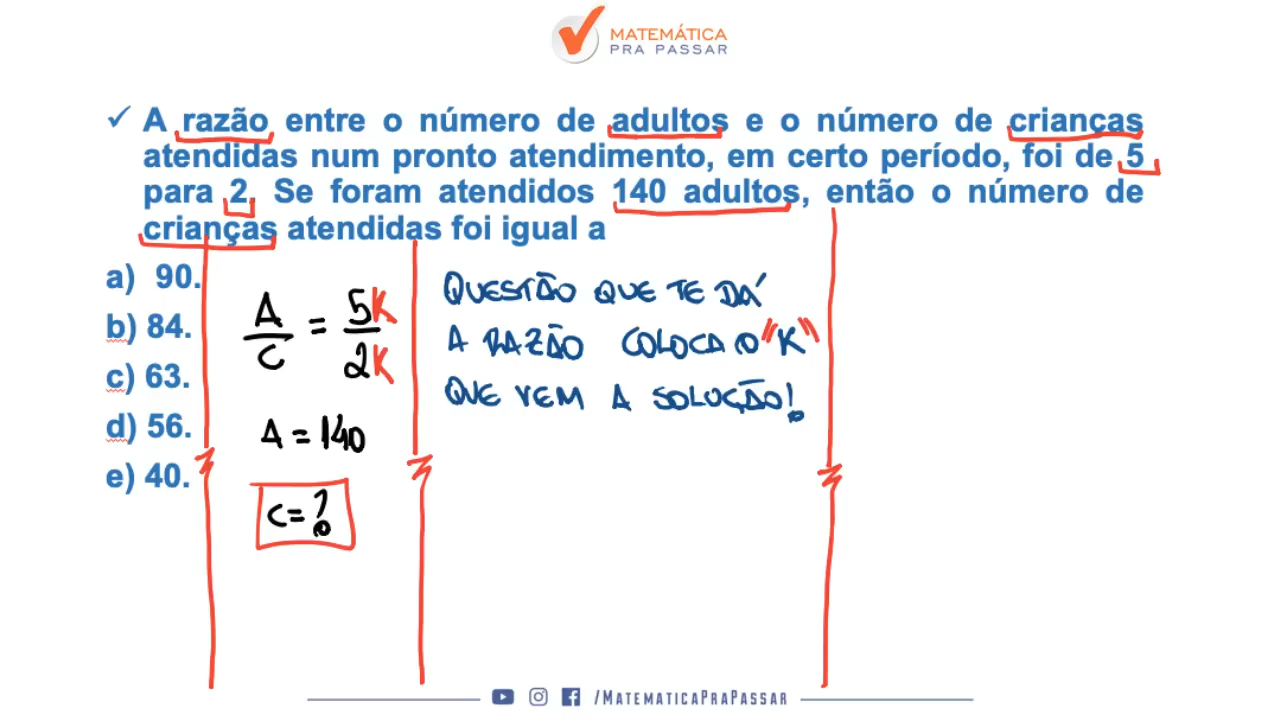 MATEMÁTICA
PRA PASSAR
✓ A razão entre o número de adultos e o número de crianças
atendidas num pronto atendimento, em certo período, foi de 5
para 2. Se foram atendidos 140 adultos, então o número de
crianças atendidas foi igual a
a) 90.
b) 84.
c) 63.
d) 56.
e) 40.
A/C = 5K/2K
A = 140
C = ?
QUESTÃO QUE TE DÁ
A RAZÃO COLOCA O "K"
QUE VEM A SOLUÇÃO!
/MATEMATICAPRAPASSAR